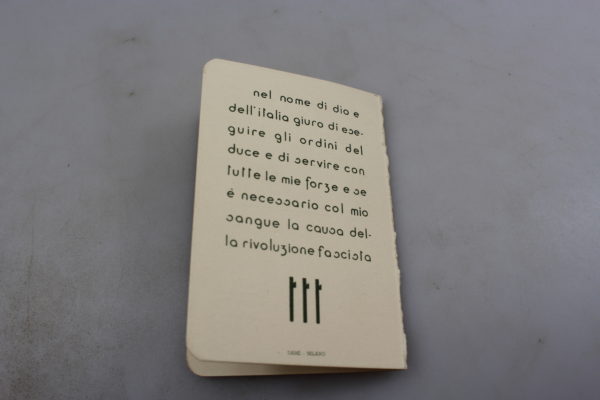 nel nome di dio e
dell'italia giuro di ese-
guire gli ordini del
duce e di servire con
tutte le mie forze e se
é necessario col mio
sangue la causa del-
la rivoluzione fascista
MILANO